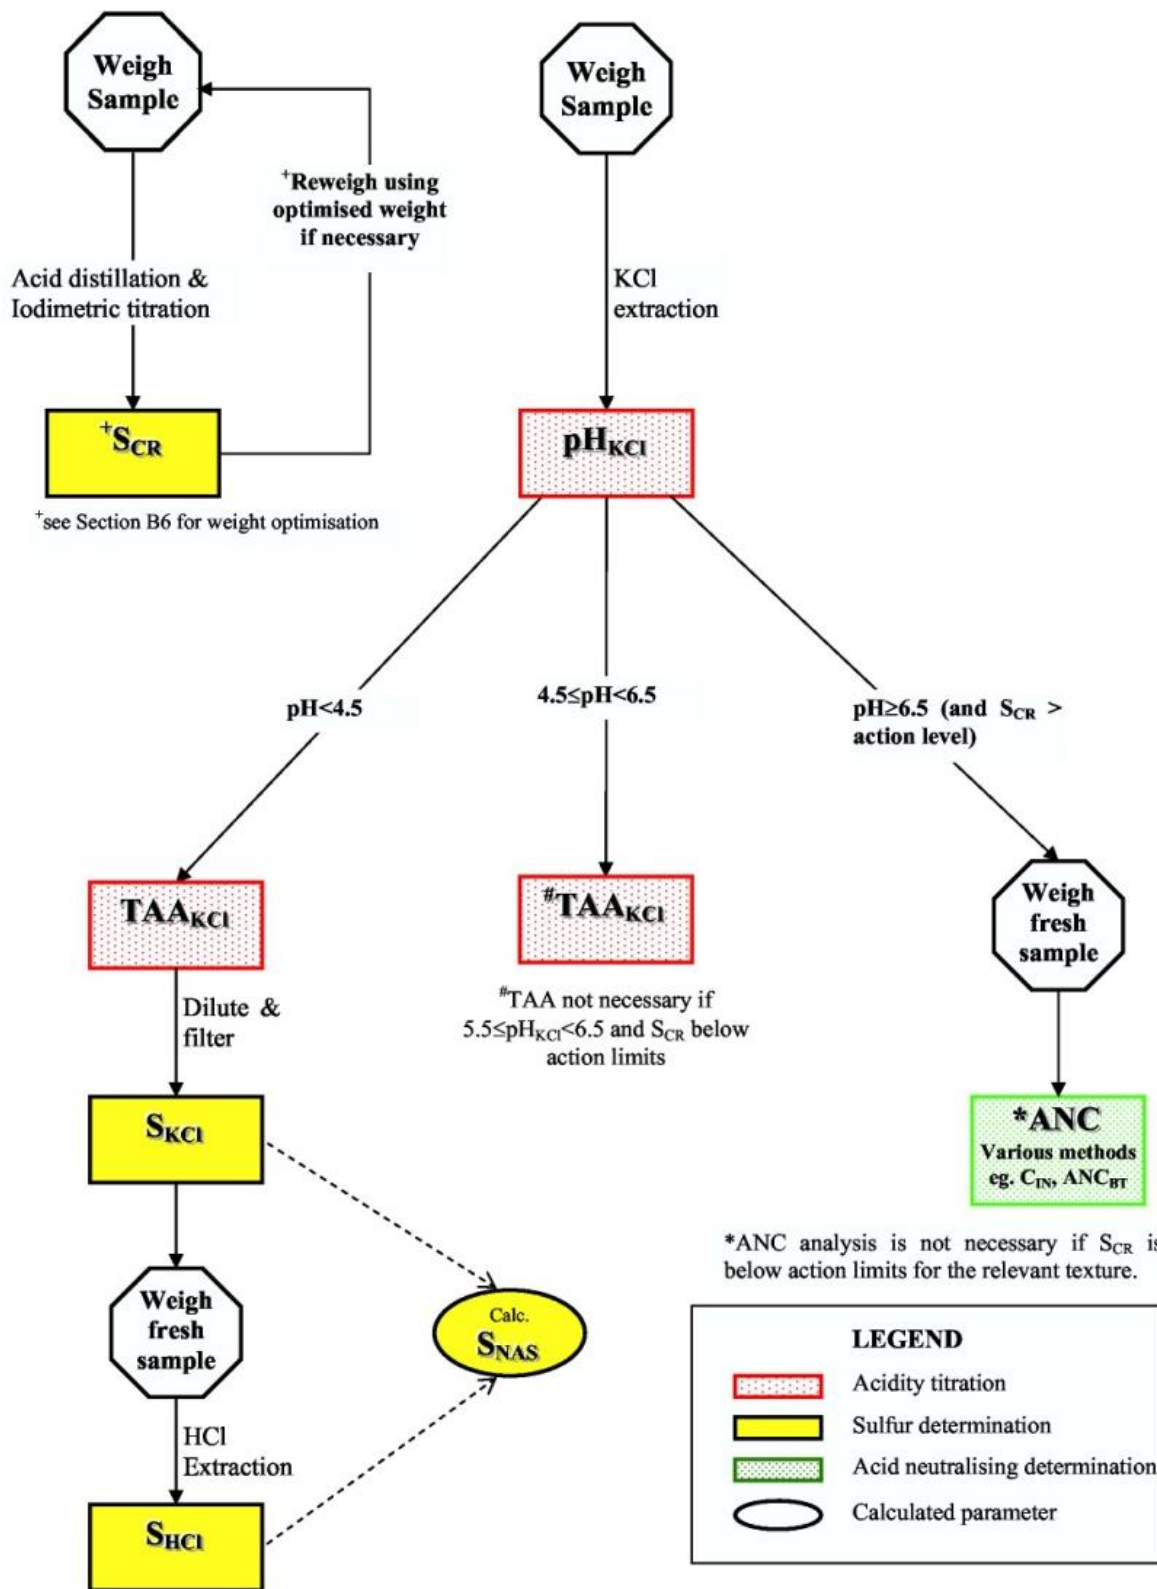 Weigh
Sample
Weigh
Sample
+Reweigh using
optimised weight
if necessary
Acid distillation &
Iodimetric titration
KCl
extraction
+SCR
pHKCl
+see Section B6 for weight optimisation
pH<4.5
4.5≤pH<6.5
pH≥6.5 (and SCR >
action level)
TAAKCl
#TAAKCl
Weigh
fresh
sample
Dilute &
filter
#TAA not necessary if
5.5≤pHKCl<6.5 and SCR below
action limits
SKCl
*ANC
Various methods
eg. CIN, ANCBT
*ANC analysis is not necessary if SCR is
below action limits for the relevant texture.
Weigh
fresh
sample
Calc.
SNAS
HCl
Extraction
SHCl
LEGEND
Acidity titration
Sulfur determination
Acid neutralising determination
Calculated parameter